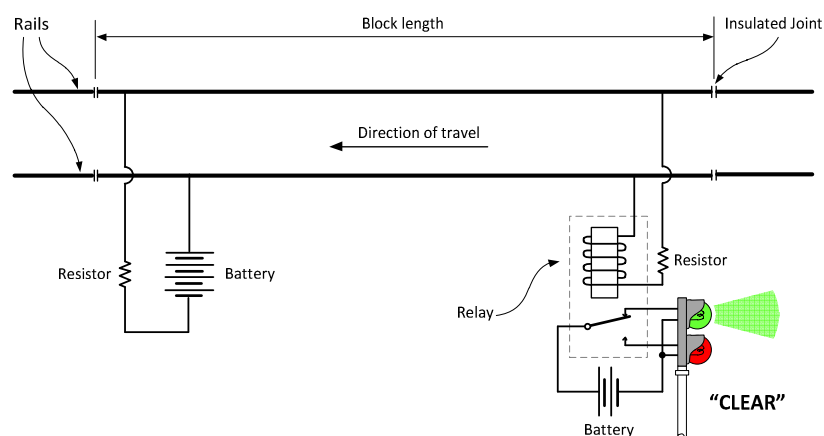 Rails
Block length
Insulated Joint
Direction of travel
Resistor
Battery
Resistor
Relay
"CLEAR"
Battery